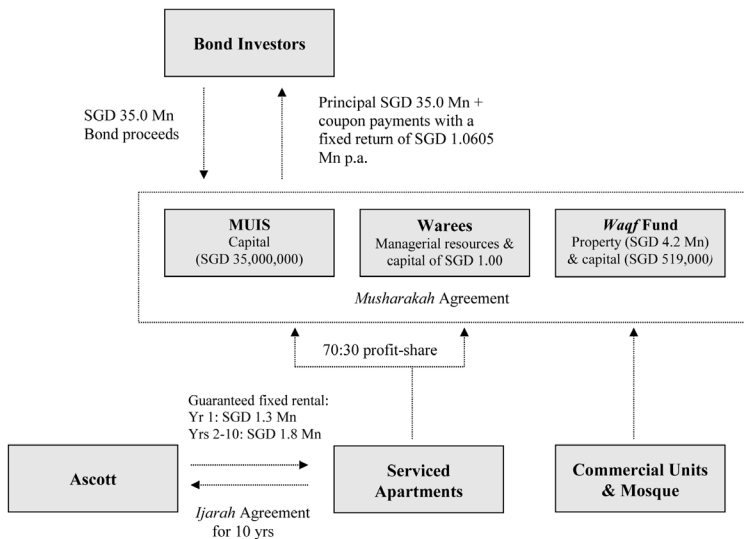 Bond Investors
SGD 35.0 Mn
Bond proceeds
Principal SGD 35.0 Mn +
coupon payments with a
fixed return of SGD 1.0605
Mn p.a.
MUIS
Capital
(SGD 35,000,000)
Warees
Managerial resources &
capital of SGD 1.00
Waqf Fund
Property (SGD 4.2 Mn)
& capital (SGD 519,000)
Musharakah Agreement
70:30 profit-share
Guaranteed fixed rental:
Yr 1: SGD 1.3 Mn
Yrs 2-10: SGD 1.8 Mn
Ascott
Serviced
Apartments
Commercial Units
& Mosque
Ijarah Agreement
for 10 yrs